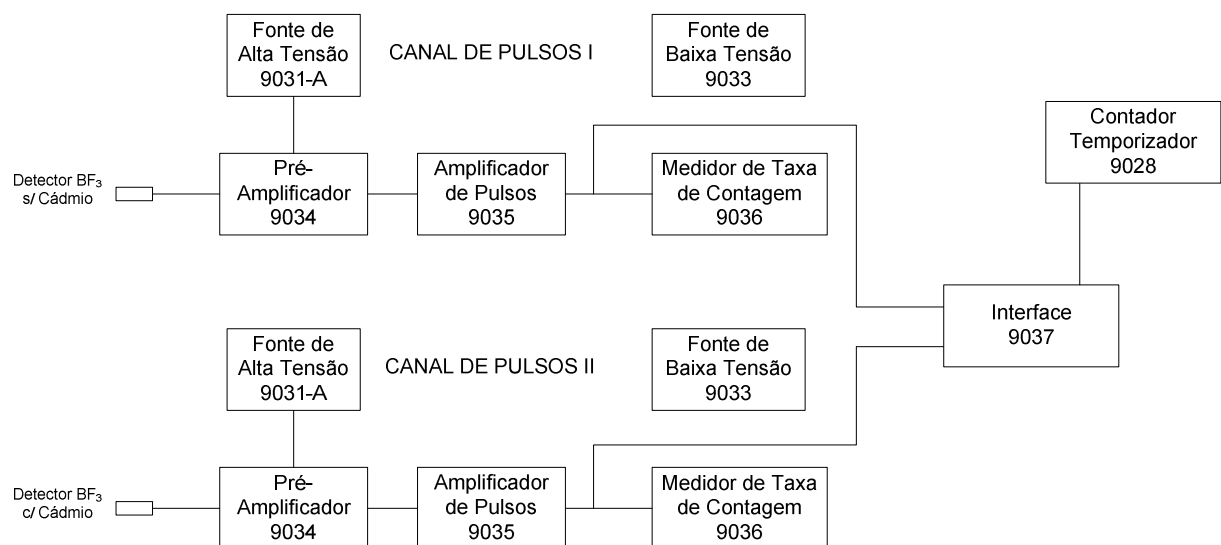 Fonte de
Alta Tensão
9031-A
CANAL DE PULSOS I
Fonte de
Baixa Tensão
9033
Contador
Temporizador
9028
Detector BF₃
s/ Cádmio
Pré-
Amplificador
9034
Amplificador
de Pulsos
9035
Medidor de Taxa
de Contagem
9036
Interface
9037
Fonte de
Alta Tensão
9031-A
CANAL DE PULSOS II
Fonte de
Baixa Tensão
9033
Detector BF₃
c/ Cádmio
Pré-
Amplificador
9034
Amplificador
de Pulsos
9035
Medidor de Taxa
de Contagem
9036